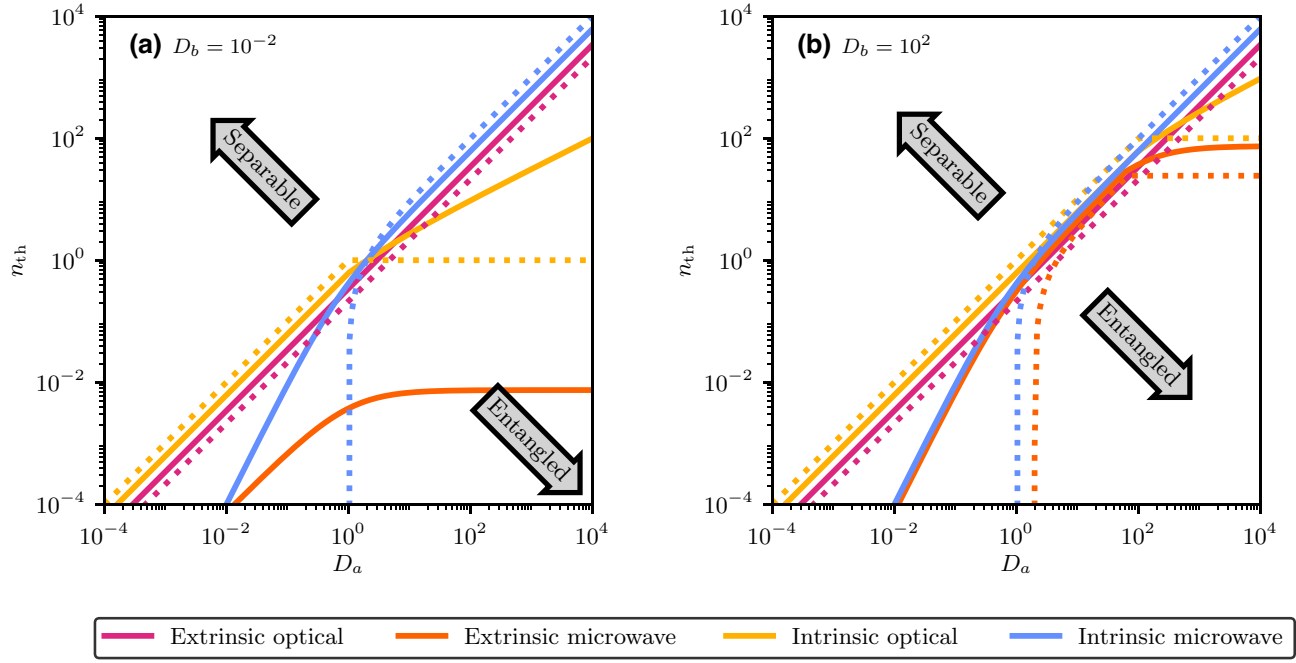 (a) D_b = 10^−2
(b) D_b = 10^2
10^4
10^2
10^0
10^−2
10^−4
n_th
Separable
Entangled
10^−4 10^−2 10^0 10^2 10^4
D_a
10^4
10^2
10^0
10^−2
10^−4
n_th
Separable
Entangled
10^−4 10^−2 10^0 10^2 10^4
D_a
Extrinsic optical Extrinsic microwave Intrinsic optical Intrinsic microwave